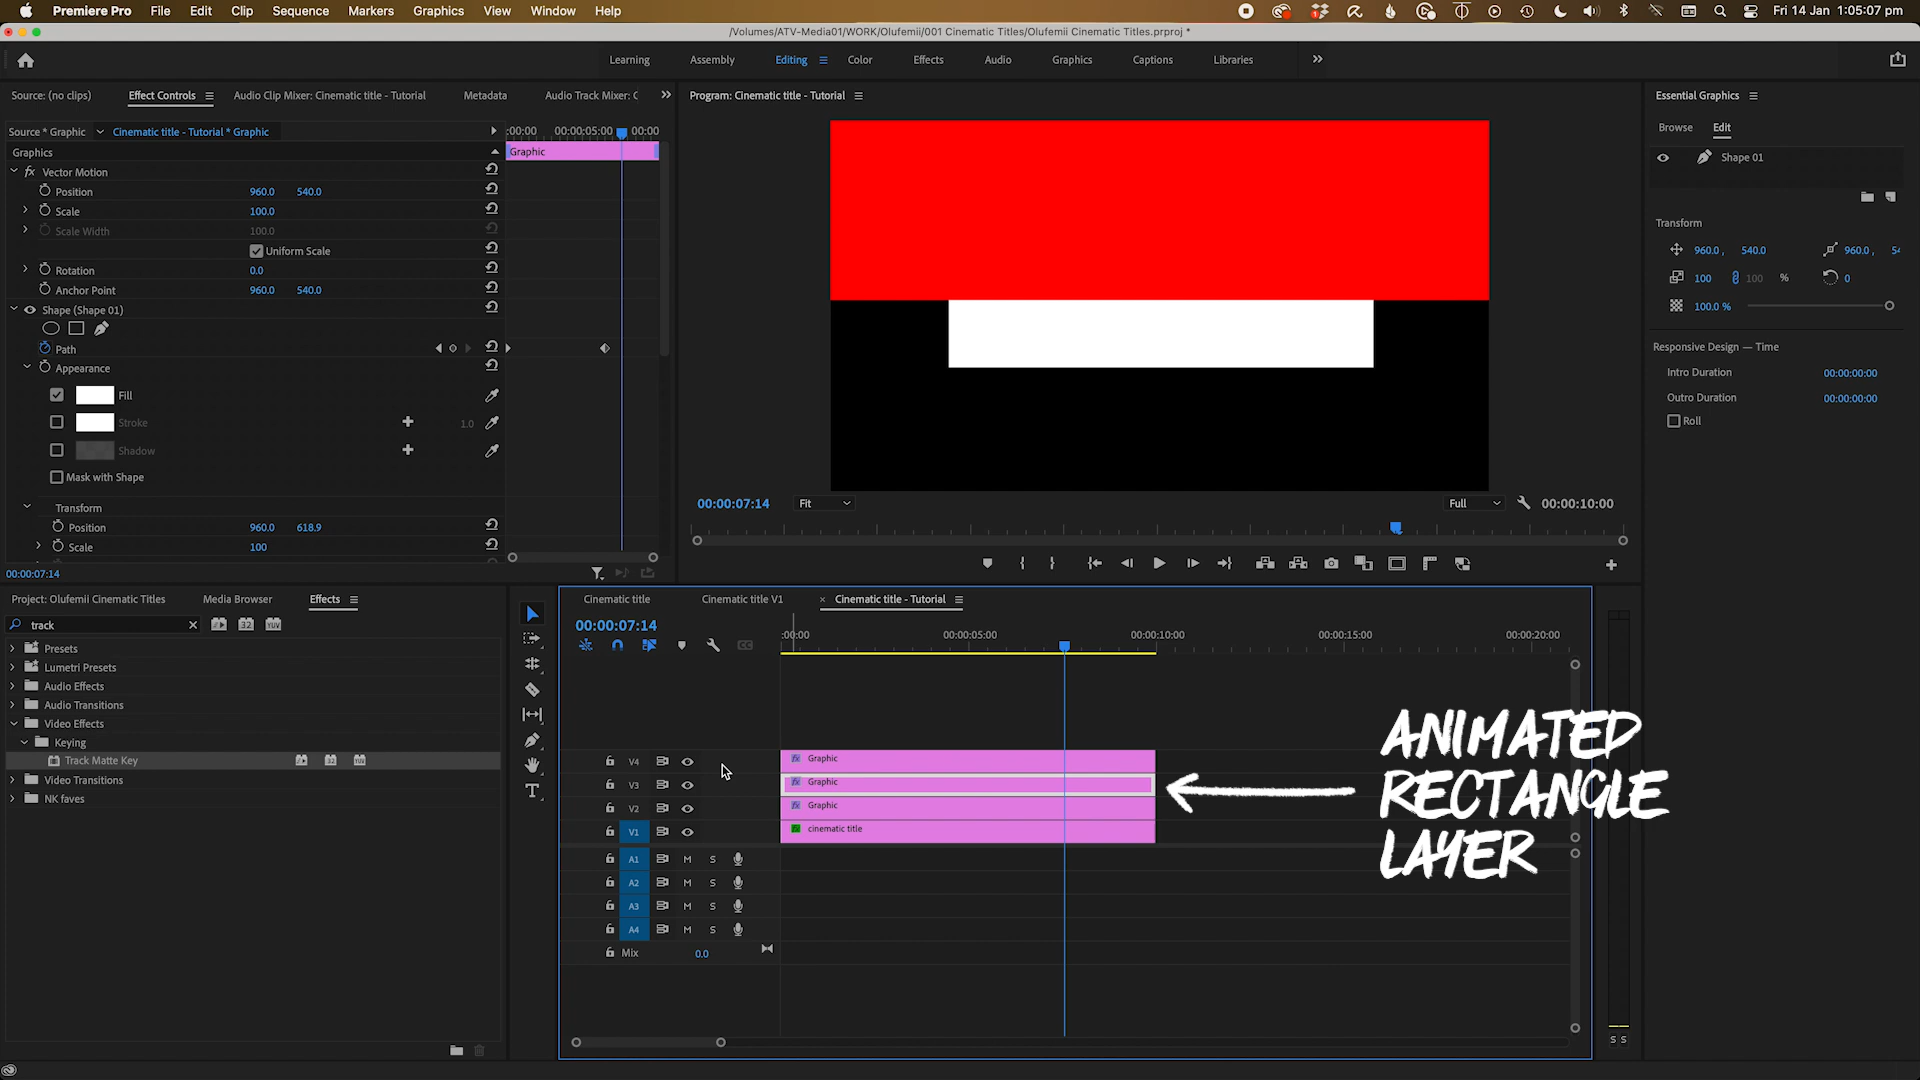 Premiere Pro File Edit Clip Sequence Markers Graphics View Window Help
Fri 14 Jan 1:05:07 pm
/Volumes/ATV-Media01/WORK/Olufemii/001 Cinematic Titles/Olufemii Cinematic Titles.prproj *
Learning Assembly Editing Color Effects Audio Graphics Captions Libraries
Source: (no clips) Effect Controls Audio Clip Mixer: Cinematic title - Tutorial Metadata Audio Track Mixer: C
Program: Cinematic title - Tutorial
Essential Graphics
Browse Edit
Source * Graphic Cinematic title - Tutorial * Graphic
:00:00 00:00:05:00 00:00
Graphics
Graphic
Shape 01
fx Vector Motion
Position 960.0 540.0
Scale 100.0
Scale Width 100.0
Uniform Scale
Rotation 0.0
Anchor Point 960.0 540.0
Shape (Shape 01)
Path
Appearance
Fill
Stroke 1.0
Shadow
Mask with Shape
Transform
Position 960.0 618.9
Scale 100
00:00:07:14
Transform
960.0 , 540.0 960.0 , 54
100 100 % 0
100.0 %
Responsive Design — Time
Intro Duration 00:00:00:00
Outro Duration 00:00:00:00
Roll
00:00:07:14 Fit Full 00:00:10:00
Project: Olufemii Cinematic Titles Media Browser Effects
track
Presets
Lumetri Presets
Audio Effects
Audio Transitions
Video Effects
Keying
Track Matte Key
Video Transitions
NK faves
Cinematic title Cinematic title V1 Cinematic title - Tutorial
00:00:07:14
:00:00 00:00:05:00 00:00:10:00 00:00:15:00 00:00:20:00
V4 Graphic
V3 Graphic
V2 Graphic
V1 cinematic title
A1 M S
A2 M S
A3 M S
A4 M S
Mix 0.0
S S
ANIMATED
RECTANGLE
LAYER